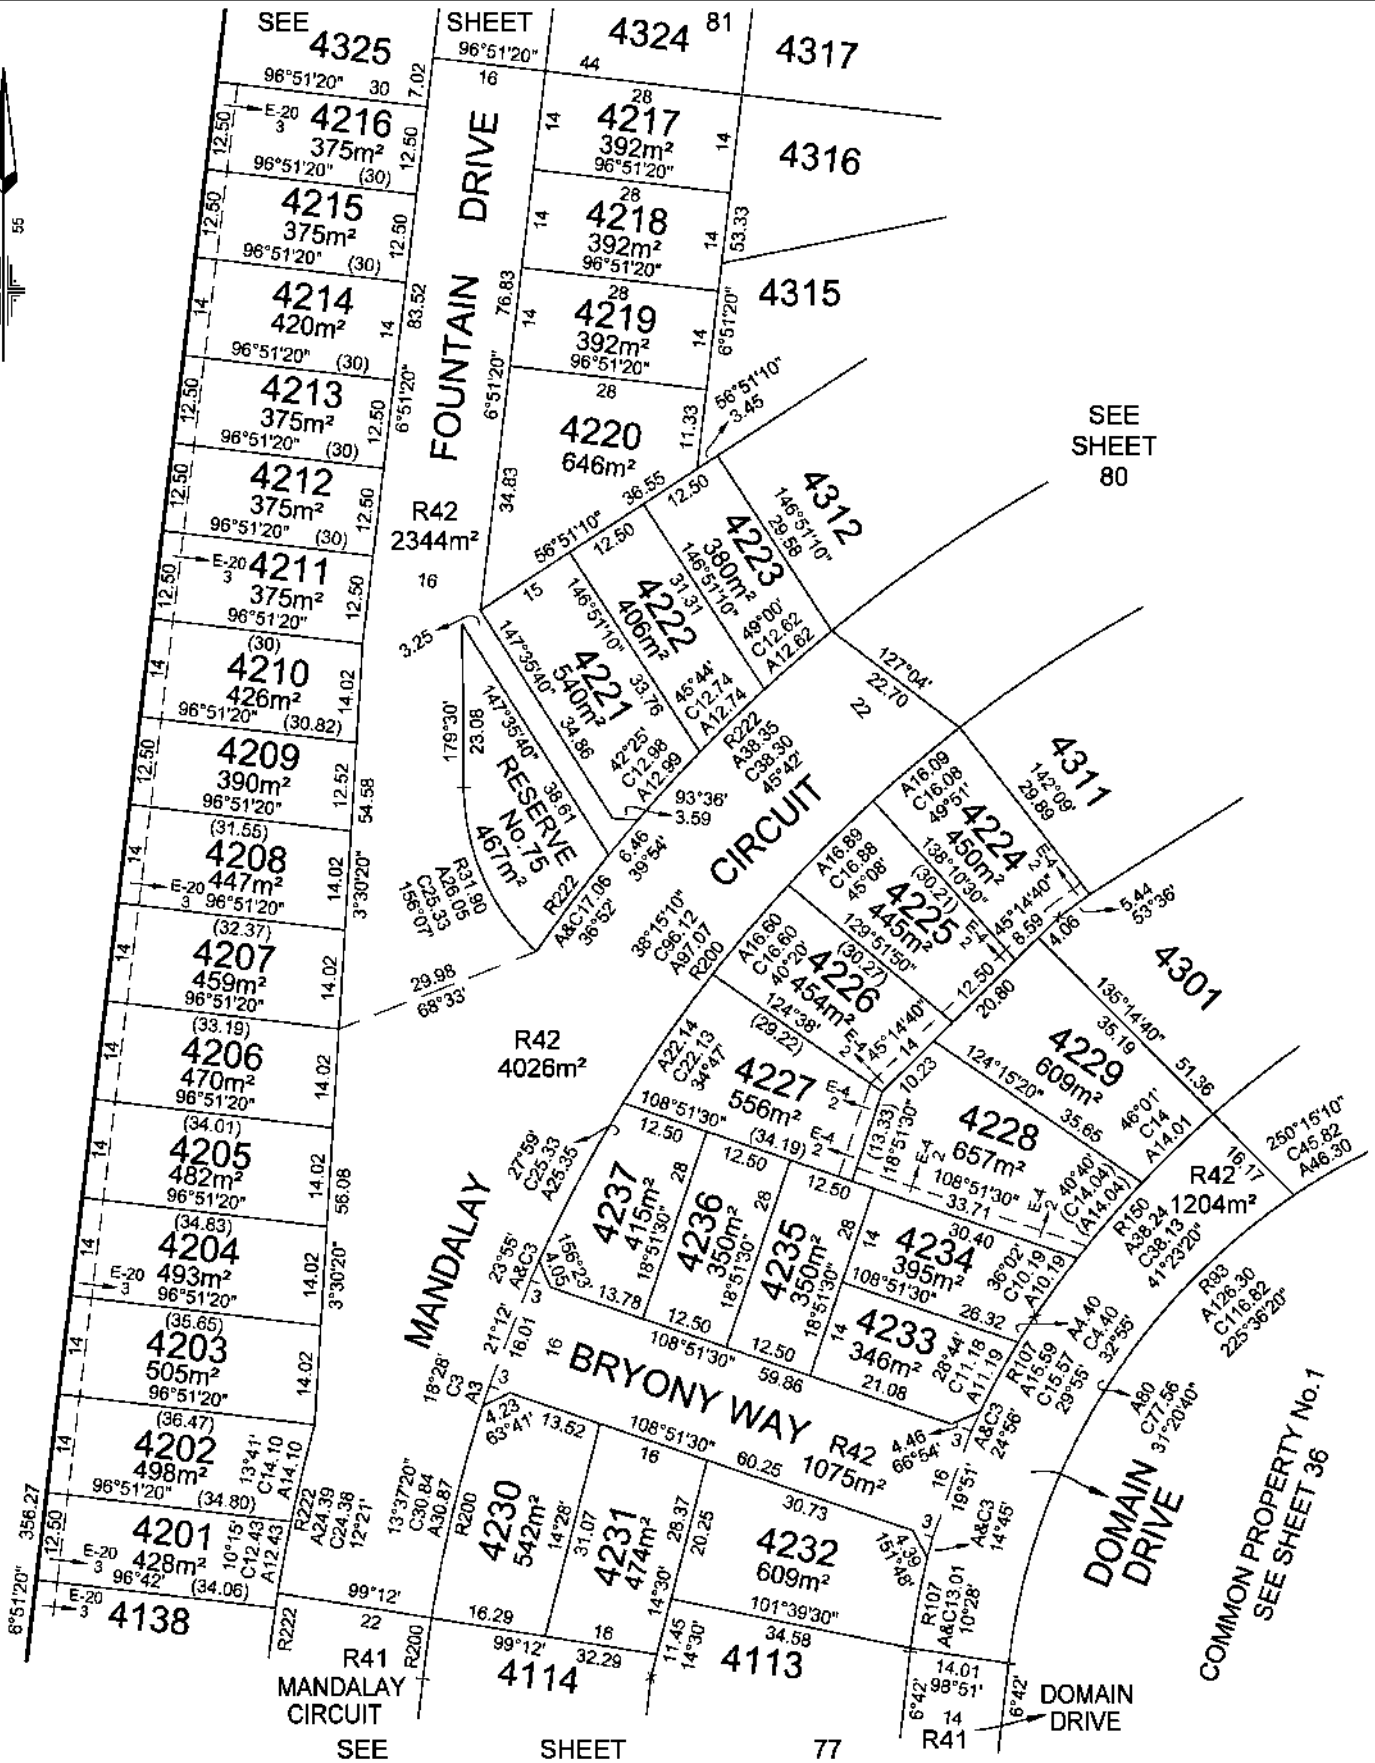 SEE
SHEET
81
4325
96°51'20"
30
7.02
96°51'20"
16
4324
44
4317
E-20
3
4216
375m²
12.50
12.50
96°51'20"
(30)
28
4217
392m²
14
14
96°51'20"
4316
4215
375m²
12.50
12.50
96°51'20"
(30)
28
4218
392m²
14
14
96°51'20"
53.33
4214
420m²
14
14
96°51'20"
(30)
83.52
76.83
28
4219
392m²
14
14
96°51'20"
6°51'20"
4315
FOUNTAIN DRIVE
4213
375m²
12.50
12.50
96°51'20"
(30)
6°51'20"
6°51'20"
28
4220
646m²
11.33
34.83
56°51'10"
3.45
SEE
SHEET
80
4212
375m²
12.50
12.50
96°51'20"
(30)
R42
2344m²
16
36.55
56°51'10"
12.50
12.50
15
4312
146°51'10"
29.58
E-20
3
4211
375m²
12.50
12.50
96°51'20"
(30)
4223
380m²
146°51'10"
31.31
49°00'
C12.62
A12.62
4222
406m²
146°51'10"
33.76
45°44'
C12.74
A12.74
4221
540m²
147°35'40"
34.86
42°25'
C12.98
A12.99
3.25
4210
426m²
14
14.02
96°51'20"
(30.82)
179°30'
23.08
147°35'40"
38.61
RESERVE
No.75
467m²
R222
A38.35
C38.30
45°42'
127°04'
22.70
22
4209
390m²
12.50
12.52
96°51'20"
(31.55)
54.58
93°36'
3.59
6.46
39°54'
CIRCUIT
4311
142°09'
29.89
A16.09
C16.08
49°51'
4224
450m²
138°10'30"
(30.21)
E-4
2
45°14'40"
8.59
5.44
53°36'
4.06
4208
447m²
14
14.02
E-20
3
96°51'20"
(32.37)
3°30'20"
R31.90
A26.05
C25.33
156°07'
R222
A&C17.06
36°52'
38°15'10"
C96.12
A97.07
R200
A16.89
C16.88
45°08'
4225
445m²
129°51'50"
(30.27)
E-4
2
12.50
20.80
4301
4207
459m²
14
14.02
96°51'20"
(33.19)
29.98
68°33'
A16.60
C16.60
40°20'
4226
454m²
124°38'
(29.22)
E-4
2
45°14'40"
14
10.23
135°14'40"
35.19
51.36
4206
470m²
14
14.02
96°51'20"
(34.01)
R42
4026m²
A22.14
C22.13
34°47'
4227
556m²
E-4
2
108°51'30"
(34.19)
E-4
2
(13.33)
18°51'30"
4229
609m²
124°15'20"
35.65
46°01'
C14
A14.01
250°15'10"
C45.82
A46.30
4205
482m²
14
14.02
96°51'20"
(34.83)
56.08
27°59'
C25.33
A25.35
12.50
12.50
12.50
4228
657m²
E-4
2
108°51'30"
33.71
E-4
2
40°40'
(C14.04)
(A14.04)
16.17
R42
1204m²
4204
493m²
14
14.02
E-20
3
96°51'20"
(35.65)
3°30'20"
MANDALAY
23°55'
A&C3
156°23'
4.05
4237
415m²
18°51'30"
28
13.78
4236
350m²
18°51'30"
28
12.50
4235
350m²
18°51'30"
28
12.50
14
4234
395m²
30.40
108°51'30"
26.32
36°02'
C10.19
A10.19
R150
A38.24
C38.13
41°23'20"
R93
A126.30
C116.82
225°36'20"
4203
505m²
14
14.02
96°51'20"
(36.47)
3
21°12'
16.01
16
18°28'
C3
A3
3
108°51'30"
59.86
14
4233
346m²
21.08
28°44'
C11.18
A11.19
R107
A15.59
C15.57
29°55'
A4.40
C4.40
32°55'
A80
C77.56
31°20'40"
BRYONY WAY
R42
1075m²
4202
498m²
14
13°41'
C14.10
A14.10
96°51'20"
(34.80)
4.23
63°41'
13.52
108°51'30"
16
60.25
30.73
4.46
66°54'
3
A&C3
24°56'
16
19°51'
3
A&C3
14°45'
4.39
151°48'
356.27
12.50
4201
428m²
E-20
3
96°42'
(34.06)
10°15'
C12.43
A12.43
R222
A24.39
C24.38
12°21'
13°37'20"
C30.84
A30.87
R200
4230
542m²
14°28'
31.07
4231
474m²
28.37
20.25
14°30'
4232
609m²
101°39'30"
34.58
R107
A&C13.01
10°28'
DOMAIN
DRIVE
COMMON PROPERTY No.1
SEE SHEET 36
6°51'20"
E-20
3
4138
R222
99°12'
22
R41
R200
MANDALAY
CIRCUIT
16.29
99°12'
16
32.29
4114
11.45
14°30'
4113
14.01
98°51'
6°42'
6°42'
14
R41
DOMAIN
DRIVE
SEE
SHEET
77
55